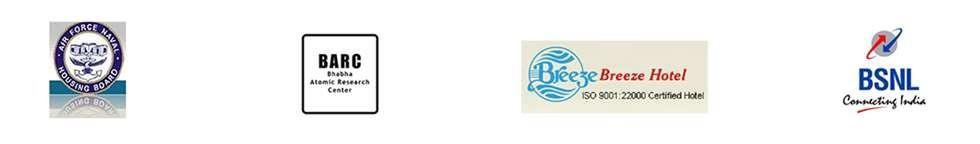 AIR FORCE NAVAL
HOUSING BOARD
BARC
Bhabha
Atomic Research
Center
Breeze Breeze Hotel
ISO 9001:22000 Certified Hotel
BSNL
Connecting India